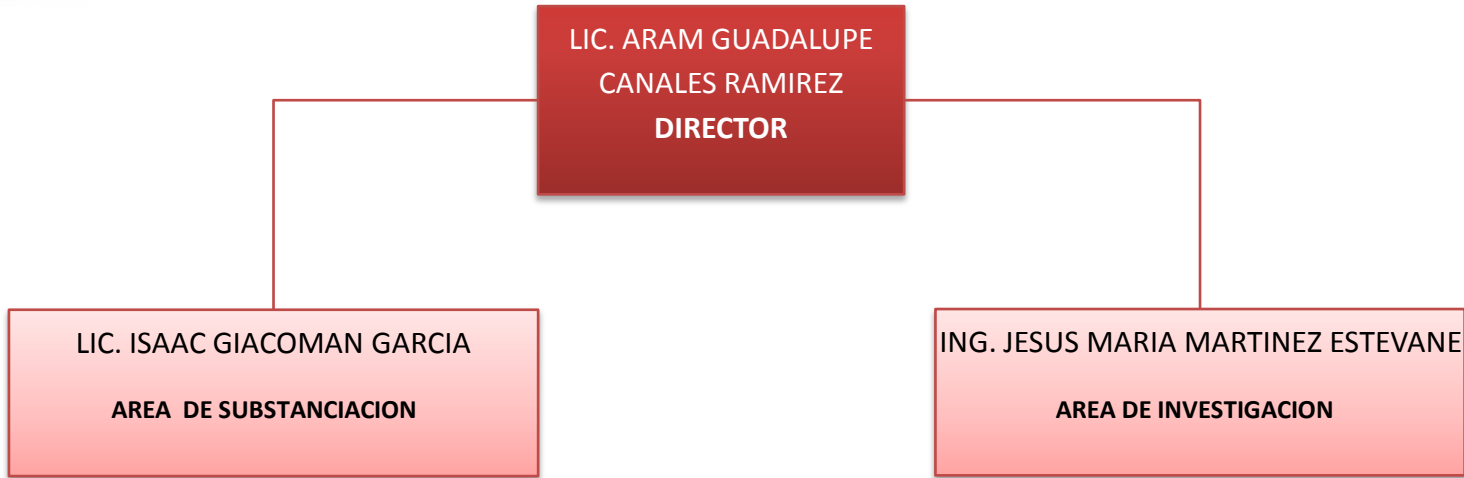 LIC. ARAM GUADALUPE
CANALES RAMIREZ
DIRECTOR
LIC. ISAAC GIACOMAN GARCIA
AREA DE SUBSTANCIACION
ING. JESUS MARIA MARTINEZ ESTEVANE
AREA DE INVESTIGACION